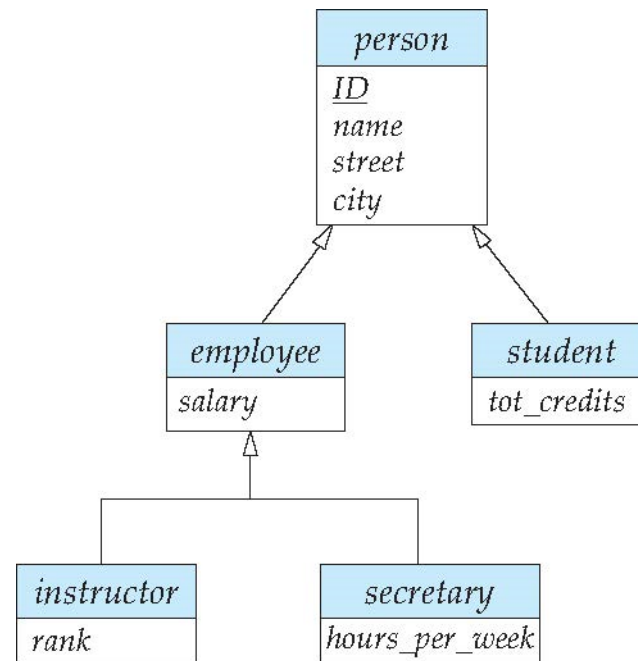 person
ID
name
street
city
employee
salary
student
tot_credits
instructor
rank
secretary
hours_per_week